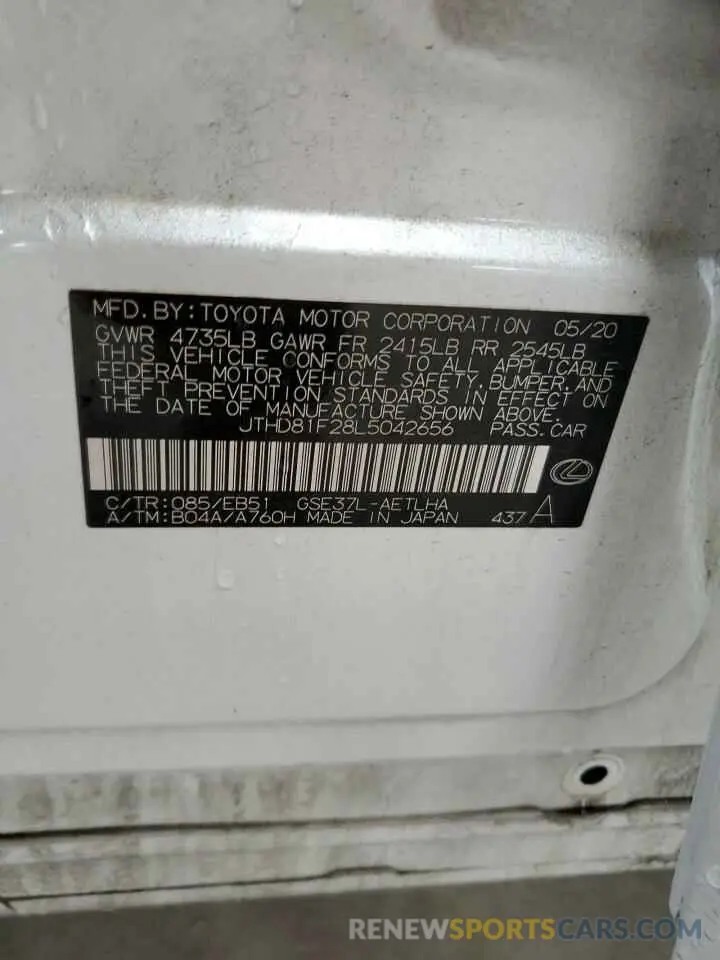 MFD. BY: TOYOTA MOTOR CORPORATION 05/20
GVWR 4735LB GAWR FR 2415LB RR 2545LB
THIS VEHICLE CONFORMS TO ALL APPLICABLE
FEDERAL MOTOR VEHICLE SAFETY, BUMPER, AND
THEFT PREVENTION STANDARDS IN EFFECT ON
THE DATE OF MANUFACTURE SHOWN ABOVE.
JTHD81F28L5042656 PASS. CAR
C/TR: 085/EB51 GSE37L-AETLHA
A/TM: B04A/A760H MADE IN JAPAN 437 A
RENEWSPORTSCARS.COM